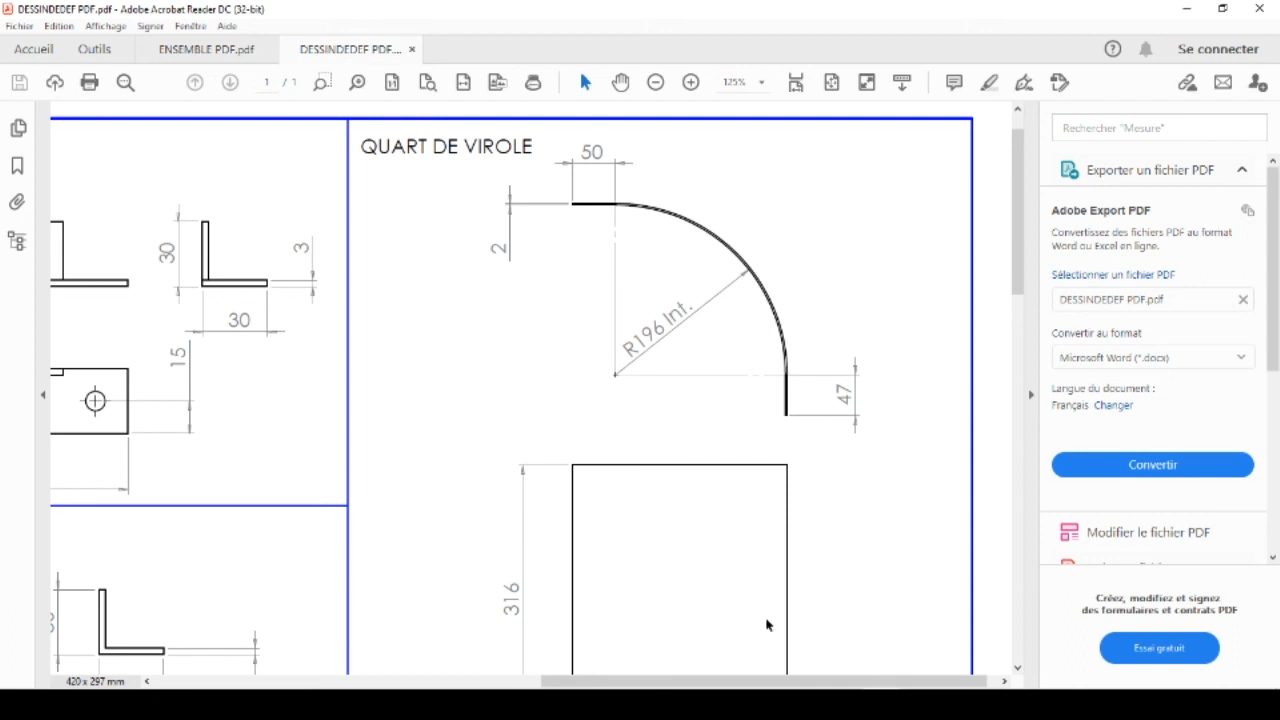 DESSINDEDEF PDF.pdf - Adobe Acrobat Reader DC (32-bit)
Fichier Edition Affichage Signer Fenêtre Aide
Accueil Outils ENSEMBLE PDF.pdf DESSINDEDEF PDF.... × Se connecter
1 / 1 125%
QUART DE VIROLE
50
2
R196 Int.
47
316
30
3
30
15
420 x 297 mm
Rechercher "Mesure"
Exporter un fichier PDF
Adobe Export PDF
Convertissez des fichiers PDF au format
Word ou Excel en ligne.
Sélectionner un fichier PDF
DESSINDEDEF PDF.pdf
Convertir au format
Microsoft Word (*.docx)
Langue du document :
Français Changer
Convertir
Modifier le fichier PDF
Créez, modifiez et signez
des formulaires et contrats PDF
Essai gratuit